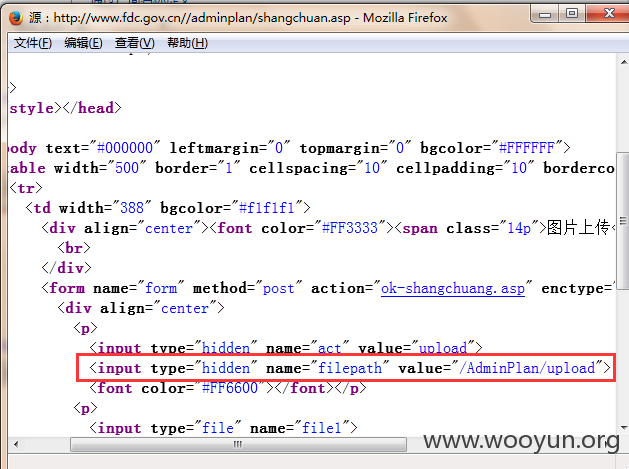 源：http://www.fdc.gov.cn//adminplan/shangchuan.asp - Mozilla Firefox
文件(F) 编辑(E) 查看(V) 帮助(H)
>
style></head>
body text="#000000" leftmargin="0" topmargin="0" bgcolor="#FFFFFF">
able width="500" border="1" cellspacing="10" cellpadding="10" borderco
<tr>
<td width="388" bgcolor="#f1f1f1">
<div align="center"><font color="#FF3333"><span class="14p">图片上传<
<br>
</div>
<form name="form" method="post" action="ok-shangchuang.asp" enctype="
<div align="center">
<p>
<input type="hidden" name="act" value="upload">
<input type="hidden" name="filepath" value="/AdminPlan/upload">
<font color="#FF6600"></font></p>
<p>
<input type="file" name="file1">
www.wooyun.org